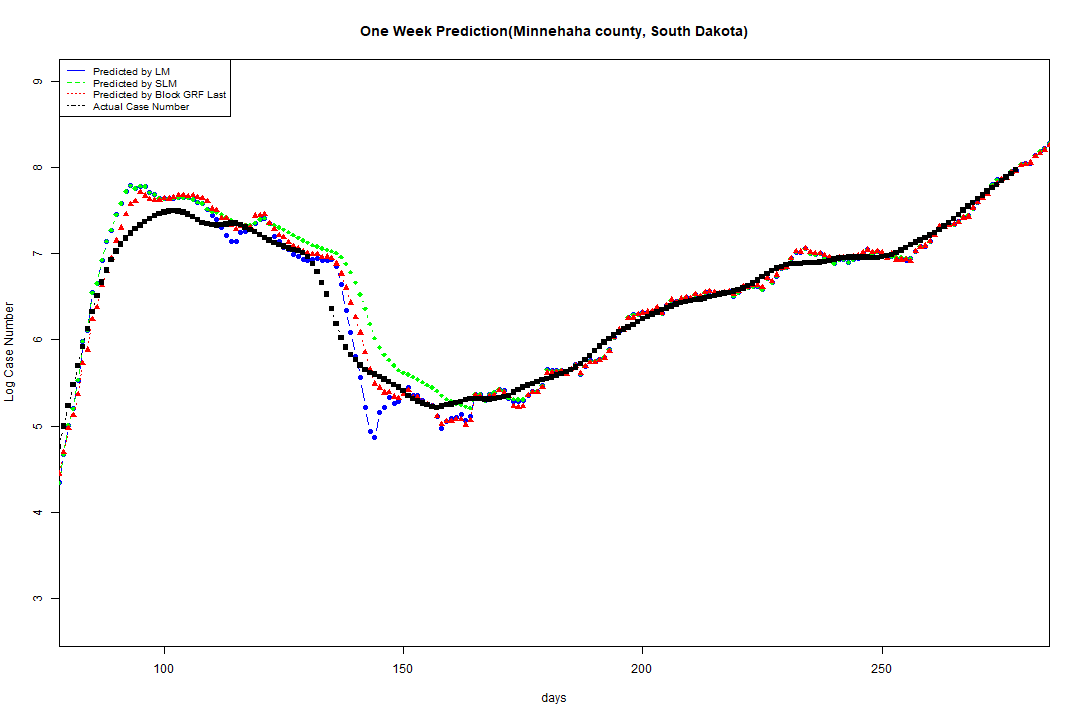 One Week Prediction(Minnehaha county, South Dakota)
Predicted by LM
Predicted by SLM
Predicted by Block GRF Last
Actual Case Number
9
8
7
6
5
4
3
Log Case Number
100 150 200 250
days